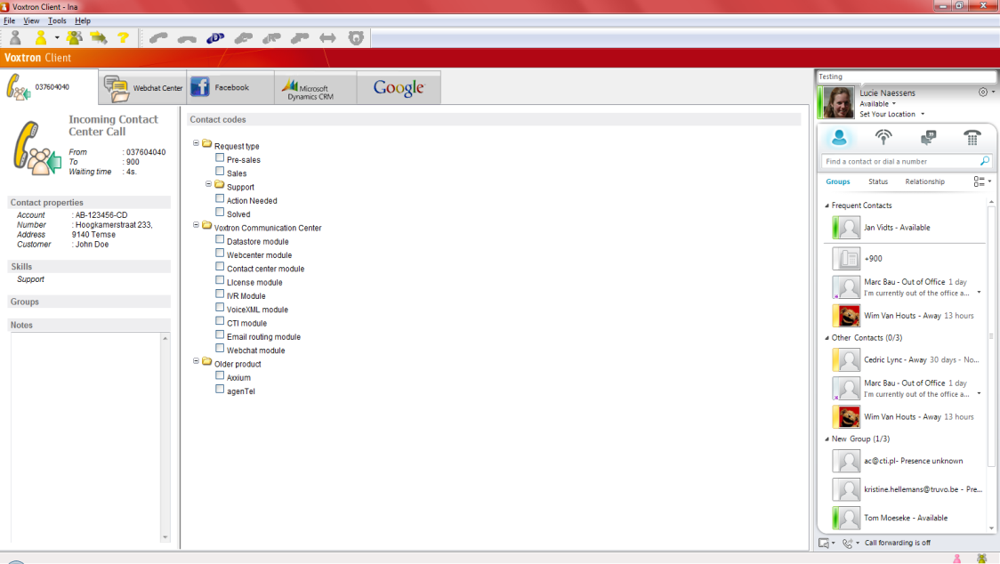 Voxtron Client - Ina
File View Tools Help
Voxtron Client
037604040
Webchat Center
Facebook
Microsoft
Dynamics CRM
Google
Incoming Contact
Center Call
From : 037604040
To : 900
Waiting time : 4s.
Contact properties
Account : AB-123456-CD
Number : Hoogkamerstraat 233,
Address 9140 Temse
Customer : John Doe
Skills
Support
Groups
Notes
Contact codes
Request type
Pre-sales
Sales
Support
Action Needed
Solved
Voxtron Communication Center
Datastore module
Webcenter module
Contact center module
License module
IVR Module
VoiceXML module
CTI module
Email routing module
Webchat module
Older product
Axxium
agenTel
Testing
Lucie Naessens
Available
Set Your Location
Find a contact or dial a number
Groups Status Relationship
Frequent Contacts
Jan Vidts - Available
+900
Marc Bau - Out of Office 1 day
I'm currently out of the office a...
Wim Van Houts - Away 13 hours
Other Contacts (0/3)
Cedric Lync - Away 30 days - No...
Marc Bau - Out of Office 1 day
I'm currently out of the office a...
Wim Van Houts - Away 13 hours
New Group (1/3)
ac@cti.pl- Presence unknown
kristine.hellemans@truvo.be - Pre...
Tom Moeseke - Available
Call forwarding is off